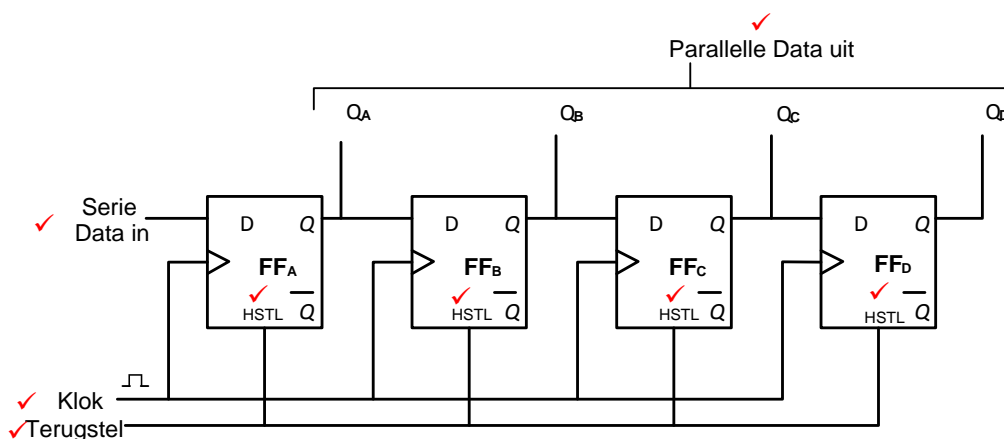 Parallelle Data uit
QA
QB
QC
QD
Serie
Data in
D Q
FFA
Q
HSTL
D Q
FFB
Q
HSTL
D Q
FFC
Q
HSTL
D Q
FFD
Q
HSTL
Klok
Terugstel